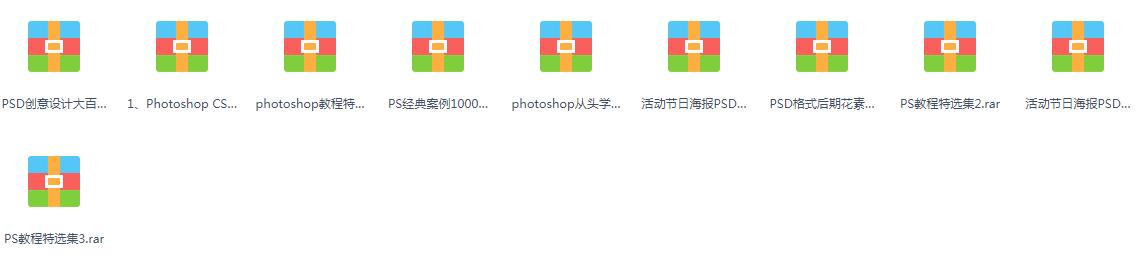 PSD创意设计大百...
1、Photoshop CS...
photoshop教程特...
PS经典案例1000...
photoshop从头学...
活动节日海报PSD...
PSD格式后期花素...
PS教程特选集2.rar
活动节日海报PSD...
PS教程特选集3.rar